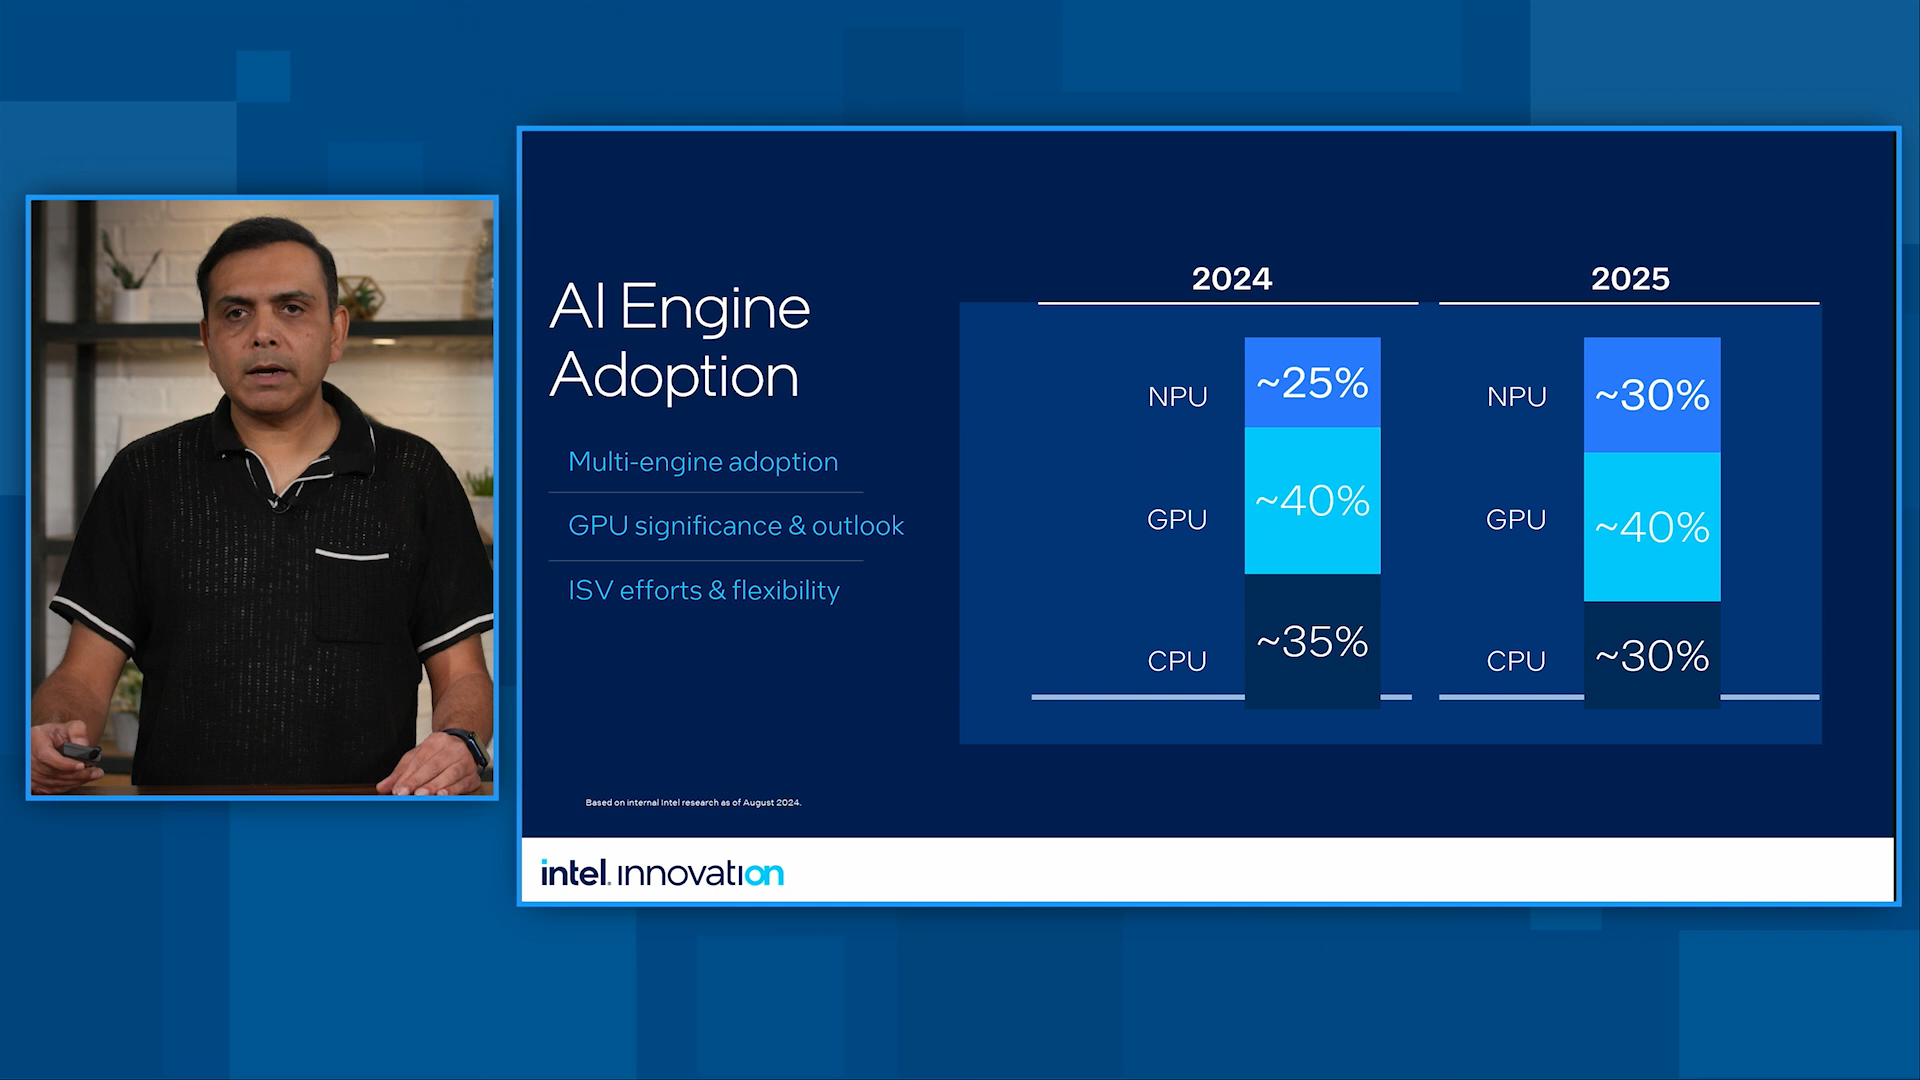 AI Engine
Adoption
Multi-engine adoption
GPU significance & outlook
ISV efforts & flexibility
2024
NPU ~25%
GPU ~40%
CPU ~35%
2025
NPU ~30%
GPU ~40%
CPU ~30%
Based on internal Intel research as of August 2024.
intel. innovation